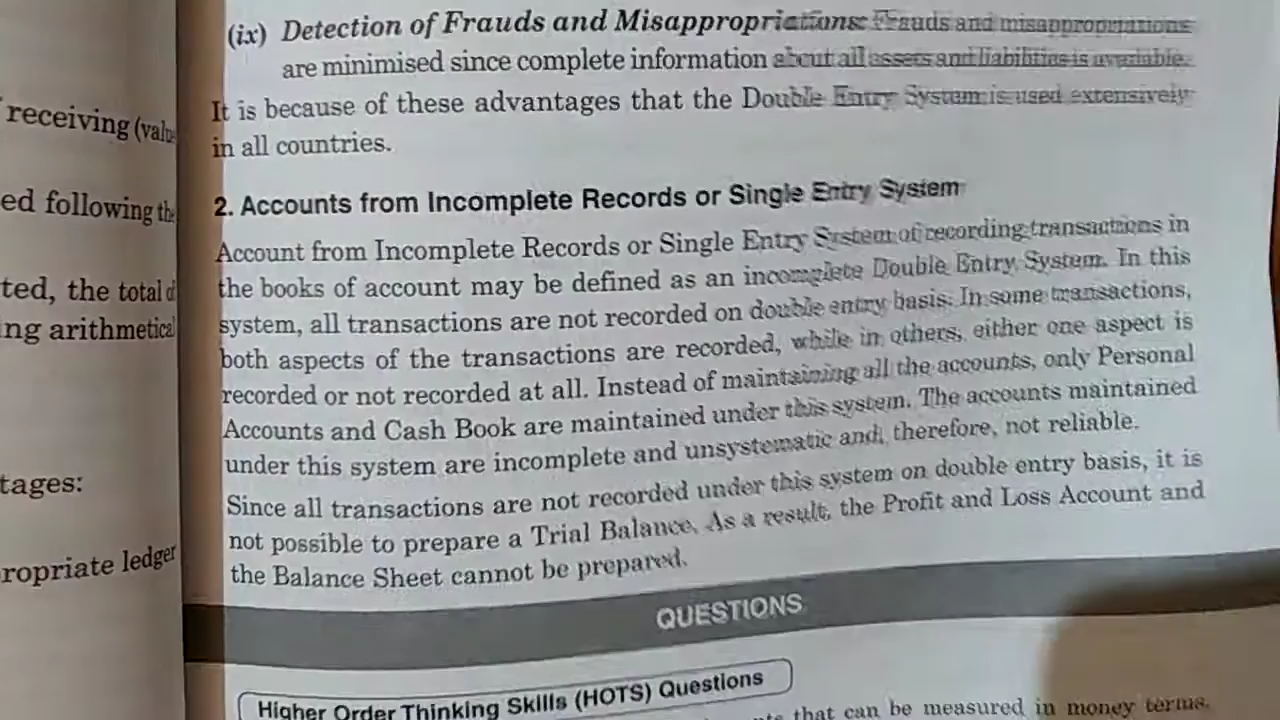 receiving (valu
ed following the
ted, the total d
ng arithmetical
tages:
ropriate ledger
(ix) Detection of Frauds and Misappropriations: Frauds and misappropriations
are minimised since complete information about all assets and liabilities is available.
It is because of these advantages that the Double Entry System is used extensively
in all countries.
2. Accounts from Incomplete Records or Single Entry System
Account from Incomplete Records or Single Entry System of recording transactions in
the books of account may be defined as an incomplete Double Entry System. In this
system, all transactions are not recorded on double entry basis. In some transactions,
both aspects of the transactions are recorded, while in others, either one aspect is
recorded or not recorded at all. Instead of maintaining all the accounts, only Personal
Accounts and Cash Book are maintained under this system. The accounts maintained
under this system are incomplete and unsystematic and, therefore, not reliable.
Since all transactions are not recorded under this system on double entry basis, it is
not possible to prepare a Trial Balance. As a result, the Profit and Loss Account and
the Balance Sheet cannot be prepared.
QUESTIONS
Higher Order Thinking Skills (HOTS) Questions
that can be measured in money terms.